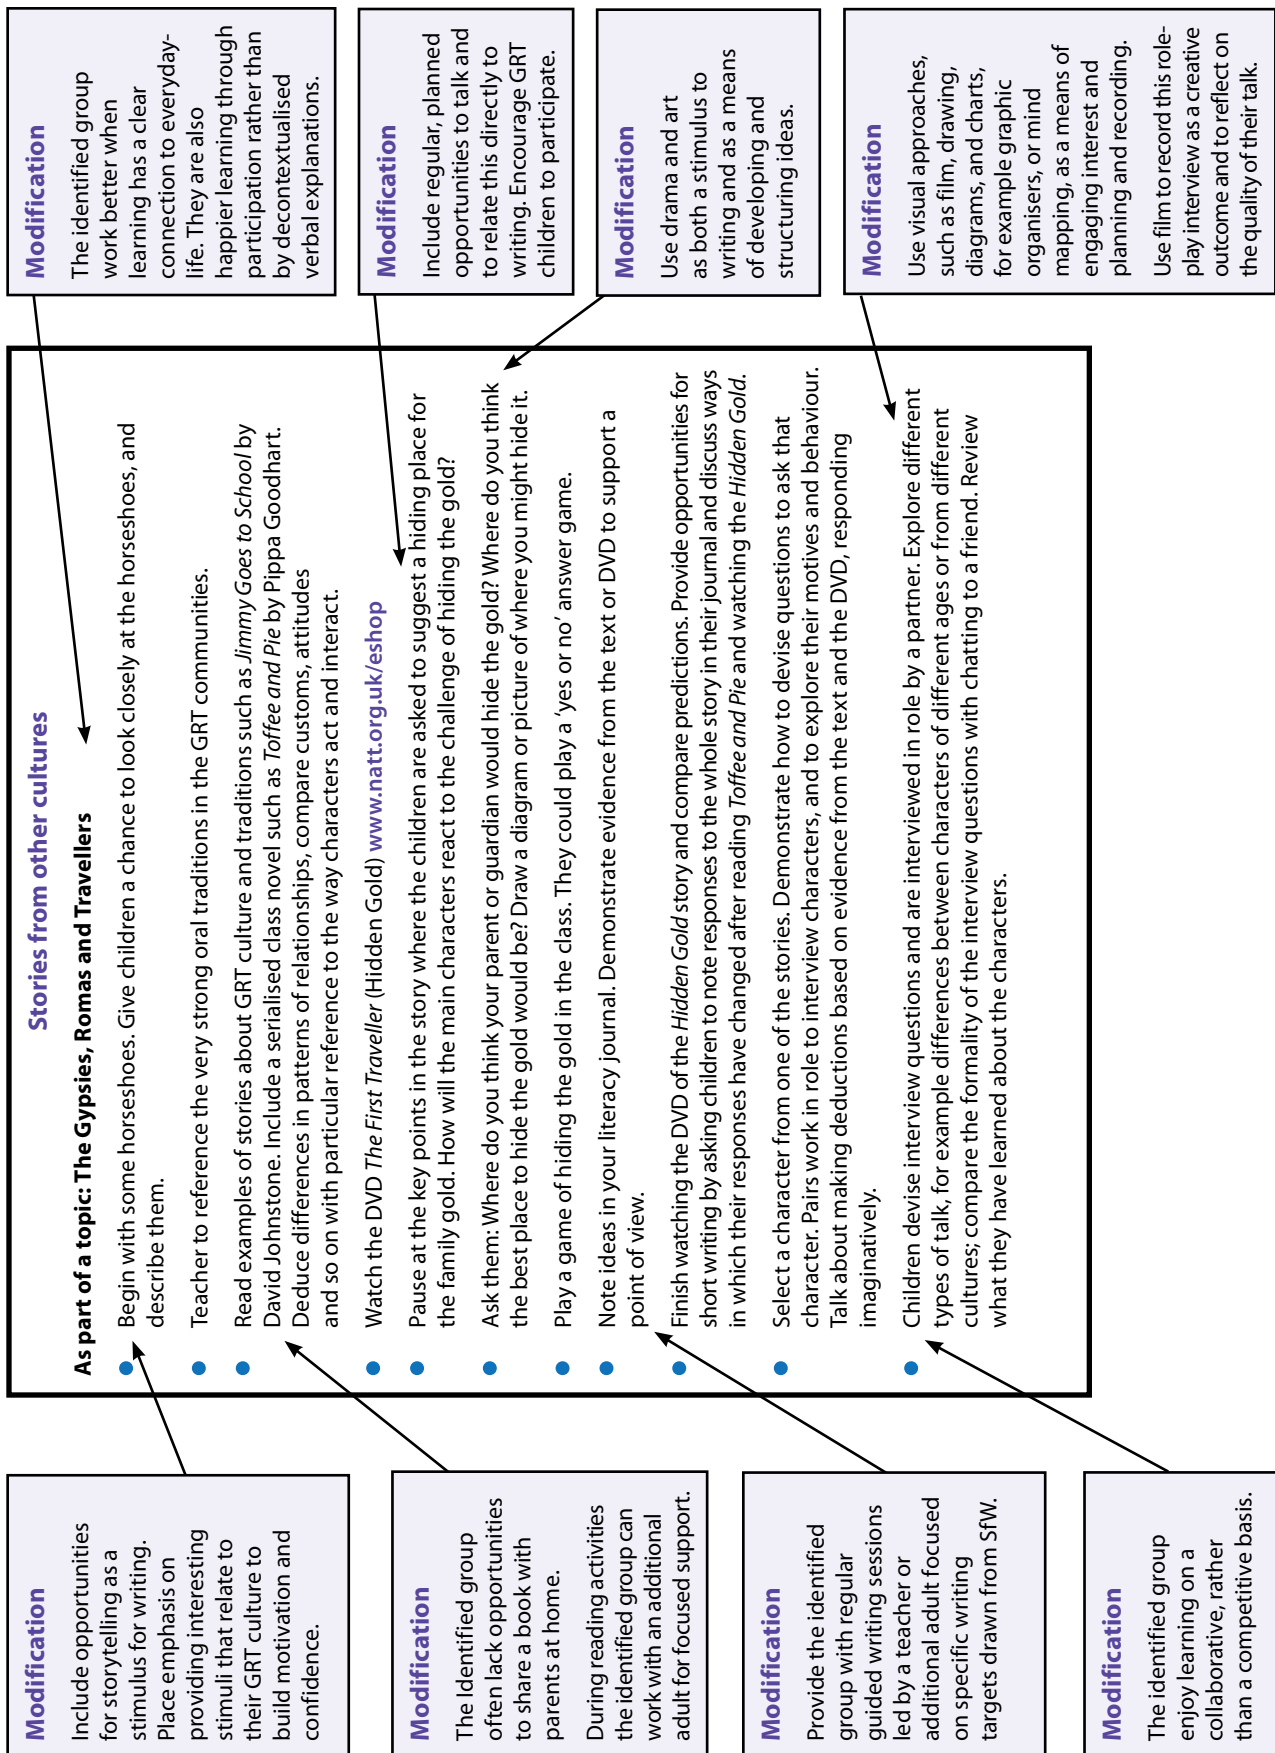 Modification
The identified group
work better when
learning has a clear
connection to everyday-
life. They are also
happier learning through
participation rather than
by decontextualised
verbal explanations.
Modification
Include regular, planned
opportunities to talk and
to relate this directly to
writing. Encourage GRT
children to participate.
Modification
Use drama and art
as both a stimulus to
writing and as a means
of developing and
structuring ideas.
Modification
Use visual approaches,
such as film, drawing,
diagrams, and charts,
for example graphic
organisers, or mind
mapping, as a means of
engaging interest and
planning and recording.
Use film to record this role-
play interview as a creative
outcome and to reflect on
the quality of their talk.
Stories from other cultures
As part of a topic: The Gypsies, Romas and Travellers
● Begin with some horseshoes. Give children a chance to look closely at the horseshoes, and
describe them.
● Teacher to reference the very strong oral traditions in the GRT communities.
● Read examples of stories about GRT culture and traditions such as Jimmy Goes to School by
David Johnstone. Include a serialised class novel such as Toffee and Pie by Pippa Goodhart.
Deduce differences in patterns of relationships, compare customs, attitudes
and so on with particular reference to the way characters act and interact.
● Watch the DVD The First Traveller (Hidden Gold) www.natt.org.uk/eshop
● Pause at the key points in the story where the children are asked to suggest a hiding place for
the family gold. How will the main characters react to the challenge of hiding the gold?
● Ask them: Where do you think your parent or guardian would hide the gold? Where do you think
the best place to hide the gold would be? Draw a diagram or picture of where you might hide it.
● Play a game of hiding the gold in the class. They could play a ‘yes or no’ answer game.
● Note ideas in your literacy journal. Demonstrate evidence from the text or DVD to support a
point of view.
● Finish watching the DVD of the Hidden Gold story and compare predictions. Provide opportunities for
short writing by asking children to note responses to the whole story in their journal and discuss ways
in which their responses have changed after reading Toffee and Pie and watching the Hidden Gold.
● Select a character from one of the stories. Demonstrate how to devise questions to ask that
character. Pairs work in role to interview characters, and to explore their motives and behaviour.
Talk about making deductions based on evidence from the text and the DVD, responding
imaginatively.
● Children devise interview questions and are interviewed in role by a partner. Explore different
types of talk, for example differences between characters of different ages or from different
cultures; compare the formality of the interview questions with chatting to a friend. Review
what they have learned about the characters.
Modification
Include opportunities
for storytelling as a
stimulus for writing.
Place emphasis on
providing interesting
stimuli that relate to
their GRT culture to
build motivation and
confidence.
Modification
The Identified group
often lack opportunities
to share a book with
parents at home.
During reading activities
the identified group can
work with an additional
adult for focused support.
Modification
Provide the identified
group with regular
guided writing sessions
led by a teacher or
additional adult focused
on specific writing
targets drawn from SfW.
Modification
The identified group
enjoy learning on a
collaborative, rather
than a competitive basis.